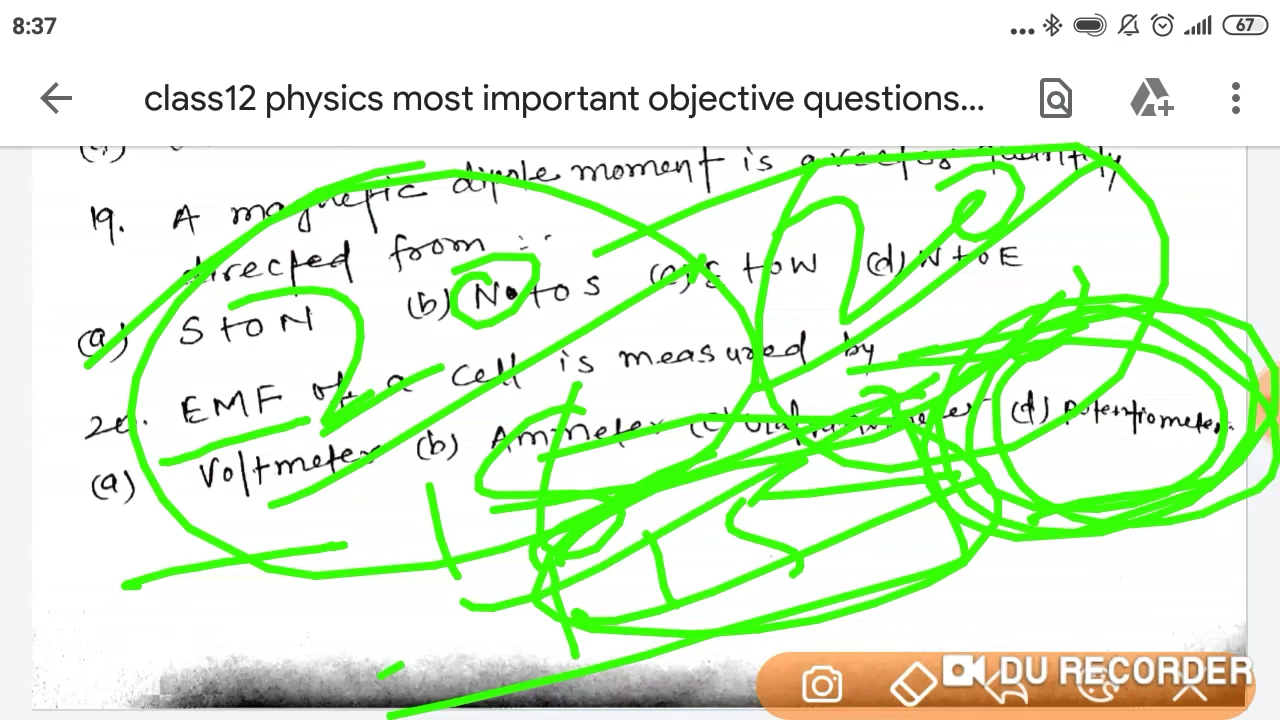 8:37
67
class12 physics most important objective questions...
19. A magnetic dipole moment is a vector quantity
directed from ..
(a) S to N (b) N to S (c) E to W (d) N to E
20. EMF of a cell is measured by
(a) Voltmeter (b) Ammeter (d) Potentiometer
DU RECORDER